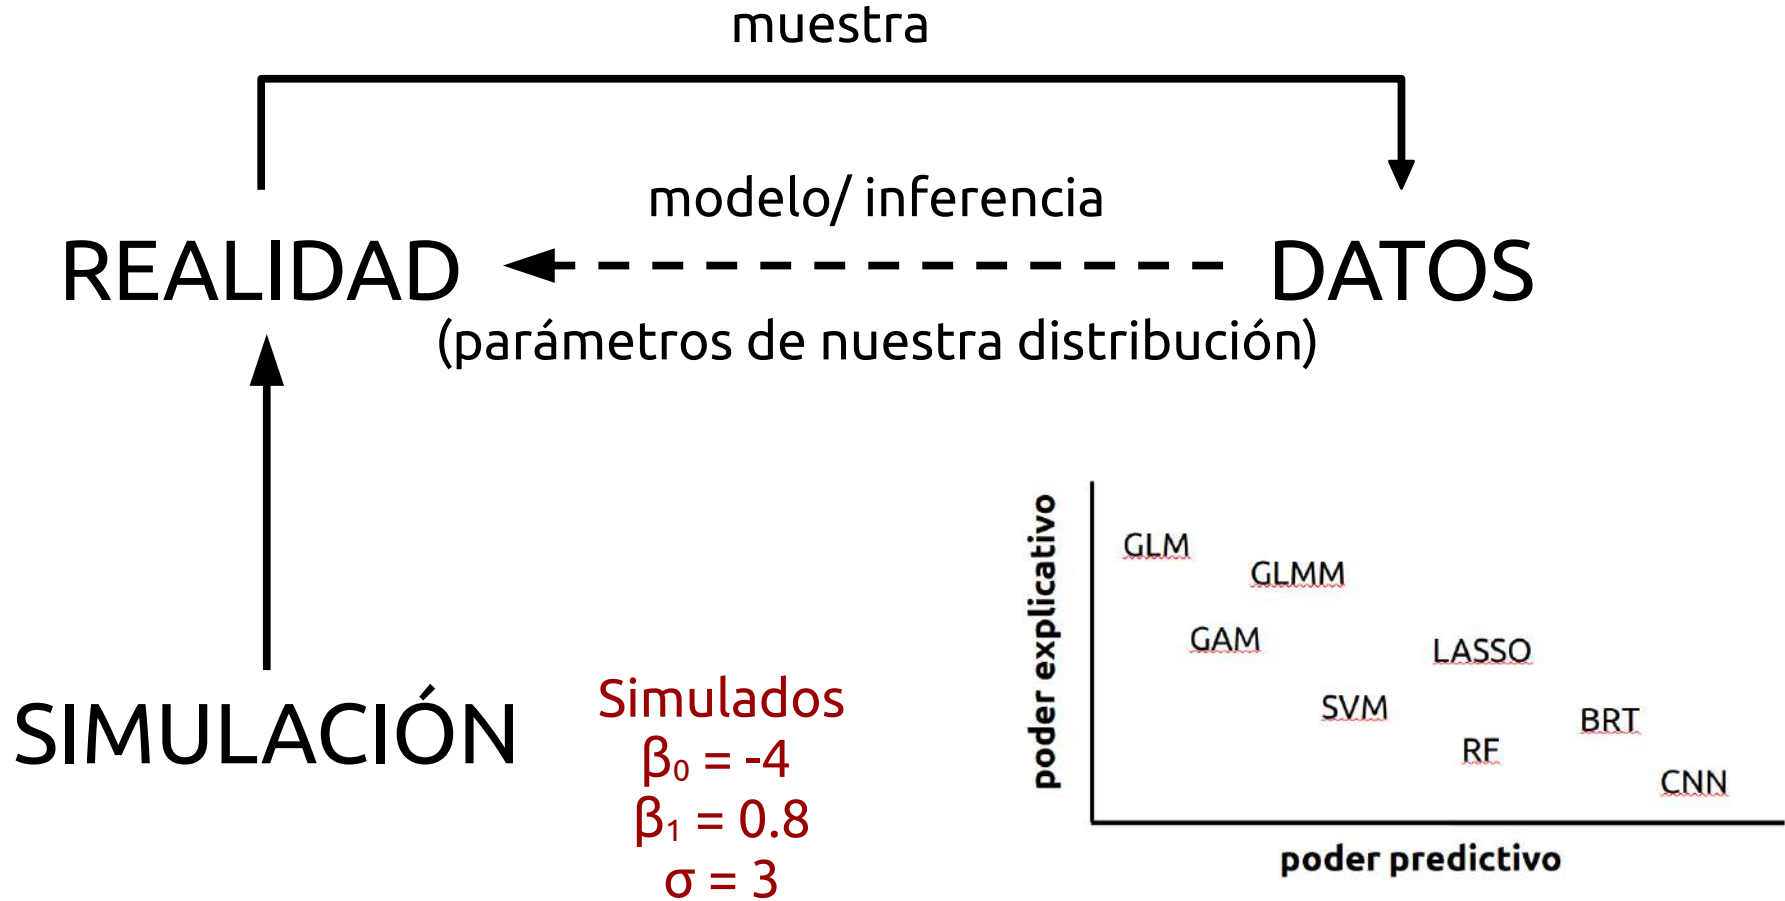 muestra
modelo/ inferencia
REALIDAD
DATOS
(parámetros de nuestra distribución)
SIMULACIÓN
Simulados
β₀ = -4
β₁ = 0.8
σ = 3
poder explicativo
GLM
GLMM
GAM
LASSO
SVM
BRT
RF
CNN
poder predictivo